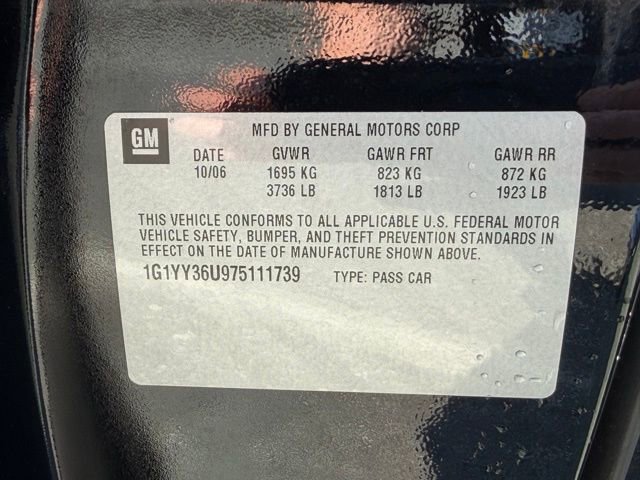 GM
MFD BY GENERAL MOTORS CORP
DATE GVWR GAWR FRT GAWR RR
10/06 1695 KG 823 KG 872 KG
3736 LB 1813 LB 1923 LB
THIS VEHICLE CONFORMS TO ALL APPLICABLE U.S. FEDERAL MOTOR
VEHICLE SAFETY, BUMPER, AND THEFT PREVENTION STANDARDS IN
EFFECT ON THE DATE OF MANUFACTURE SHOWN ABOVE.
1G1YY36U975111739 TYPE: PASS CAR